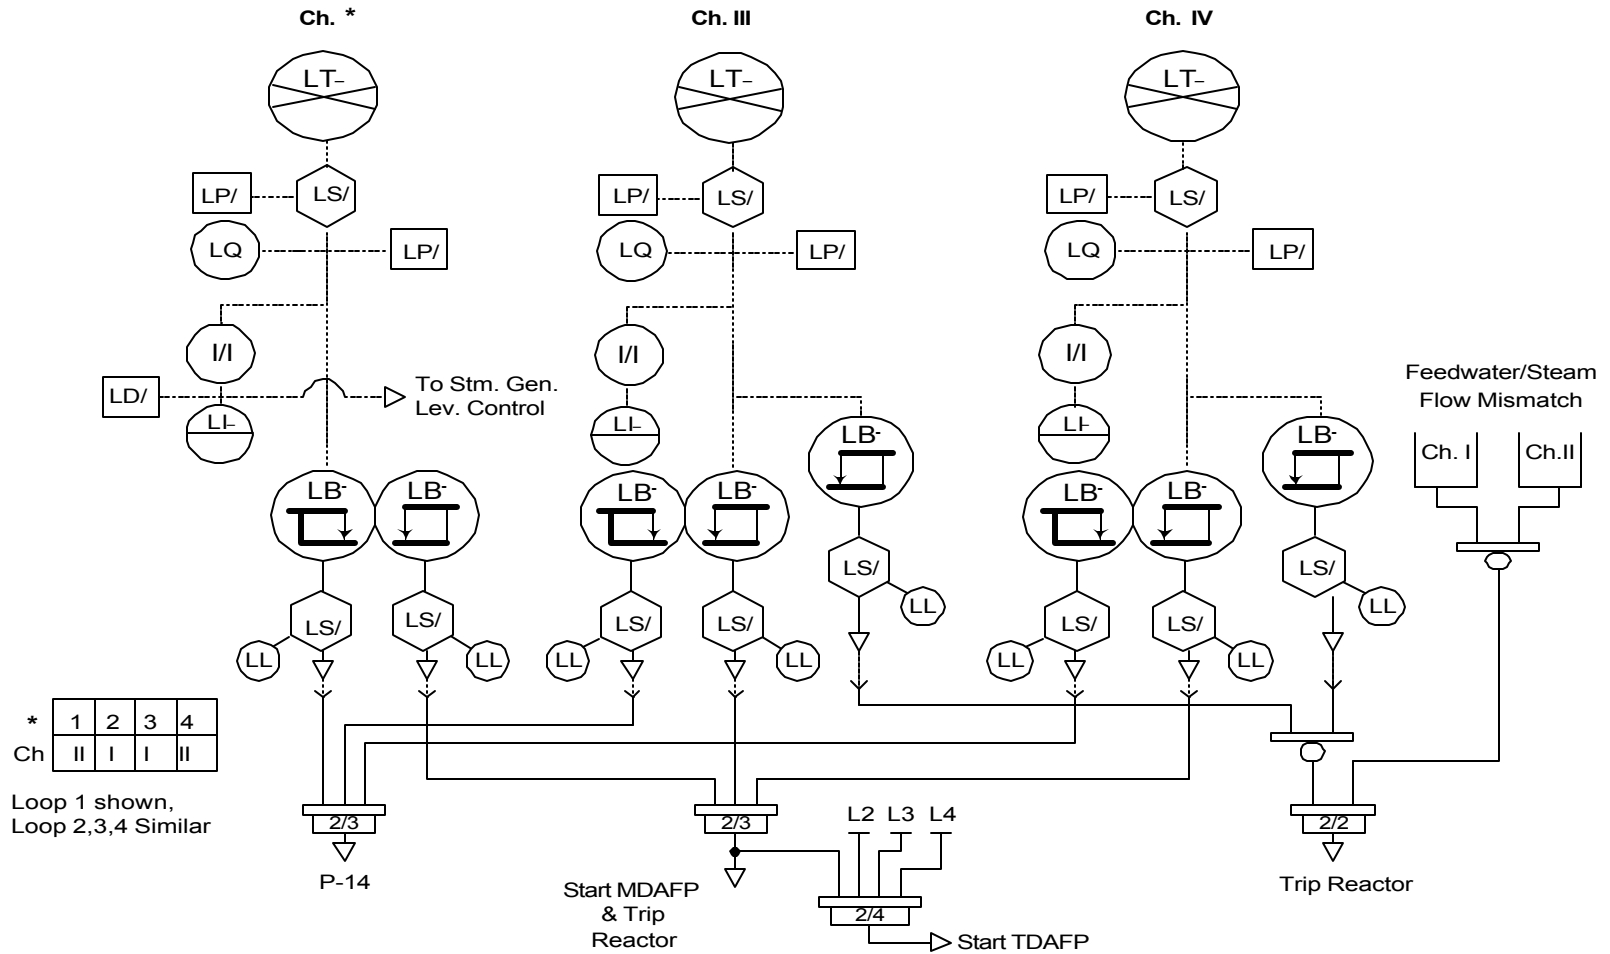 Ch. *
Ch. III
Ch. IV
LT-
LT-
LT-
LP/
LS/
LP/
LS/
LP/
LS/
LQ
LP/
LQ
LP/
LQ
LP/
I/I
I/I
I/I
LD/
LI-
To Stm. Gen.
Lev. Control
LI-
LI-
Feedwater/Steam
Flow Mismatch
Ch. I
Ch.II
LB-
LB-
LB-
LB-
LB-
LB-
LB-
LB-
LS/
LL
LS/
LL
LS/
LS/
LS/
LS/
LS/
LS/
LL
LL
LL
LL
LL
LL
* 1 2 3 4
Ch II I I II
Loop 1 shown,
Loop 2,3,4 Similar
2/3
P-14
2/3
Start MDAFP
& Trip
Reactor
L2 L3 L4
2/4
Start TDAFP
2/2
Trip Reactor